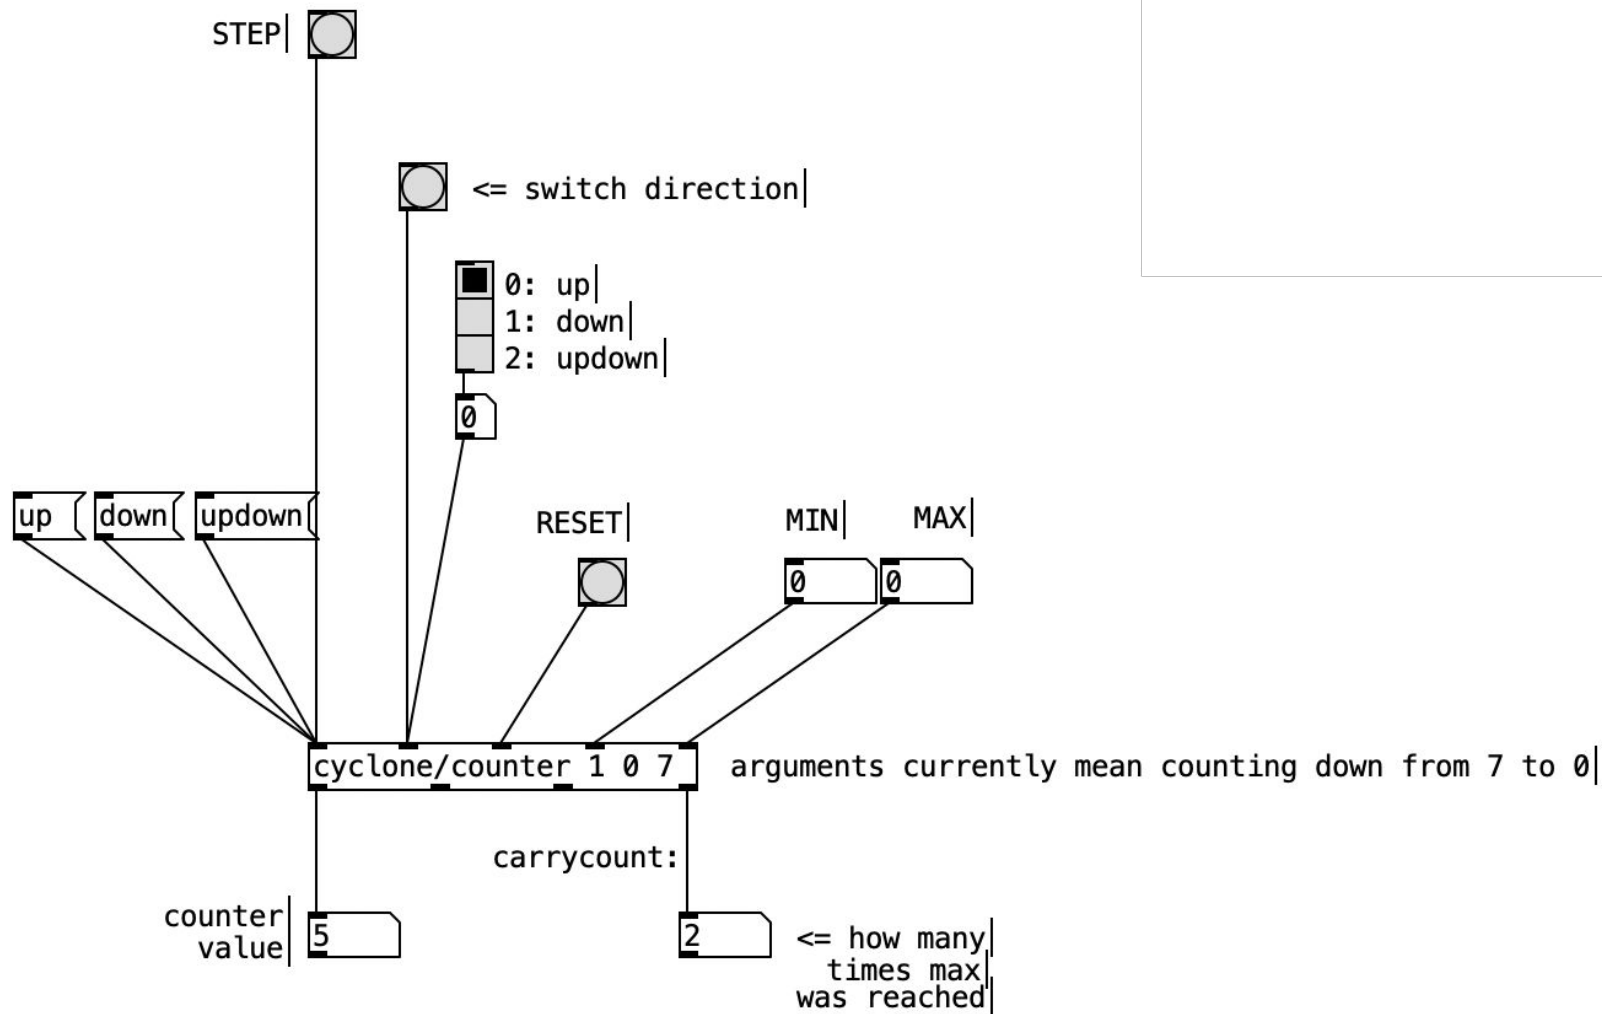 STEP
<= switch direction
0: up
1: down
2: updown
0
up
down
updown
RESET
MIN
MAX
0
0
cyclone/counter 1 0 7
arguments currently mean counting down from 7 to 0
carrycount:
counter
value
5
2
<= how many
times max
was reached